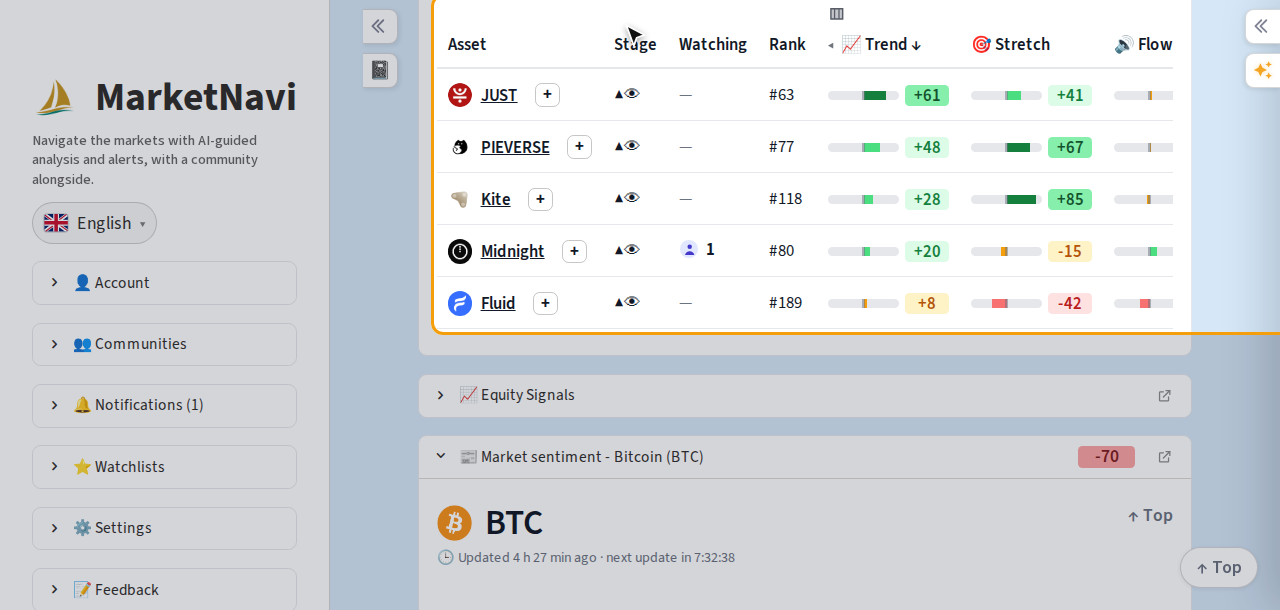 MarketNavi
Navigate the markets with AI-guided
analysis and alerts, with a community
alongside.
English
Account
Communities
Notifications (1)
Watchlists
Settings
Feedback
Asset Stage Watching Rank Trend ↓ Stretch Flow
JUST + — #63 +61 +41
PIEVERSE + — #77 +48 +67
Kite + — #118 +28 +85
Midnight + 1 #80 +20 -15
Fluid + — #189 +8 -42
Equity Signals
Market sentiment - Bitcoin (BTC) -70
BTC
↑ Top
Updated 4 h 27 min ago · next update in 7:32:38
↑ Top